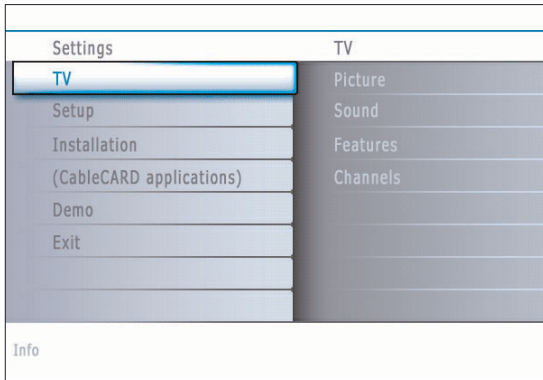 Settings
TV
Setup
Installation
(CableCARD applications)
Demo
Exit
TV
Picture
Sound
Features
Channels
Info